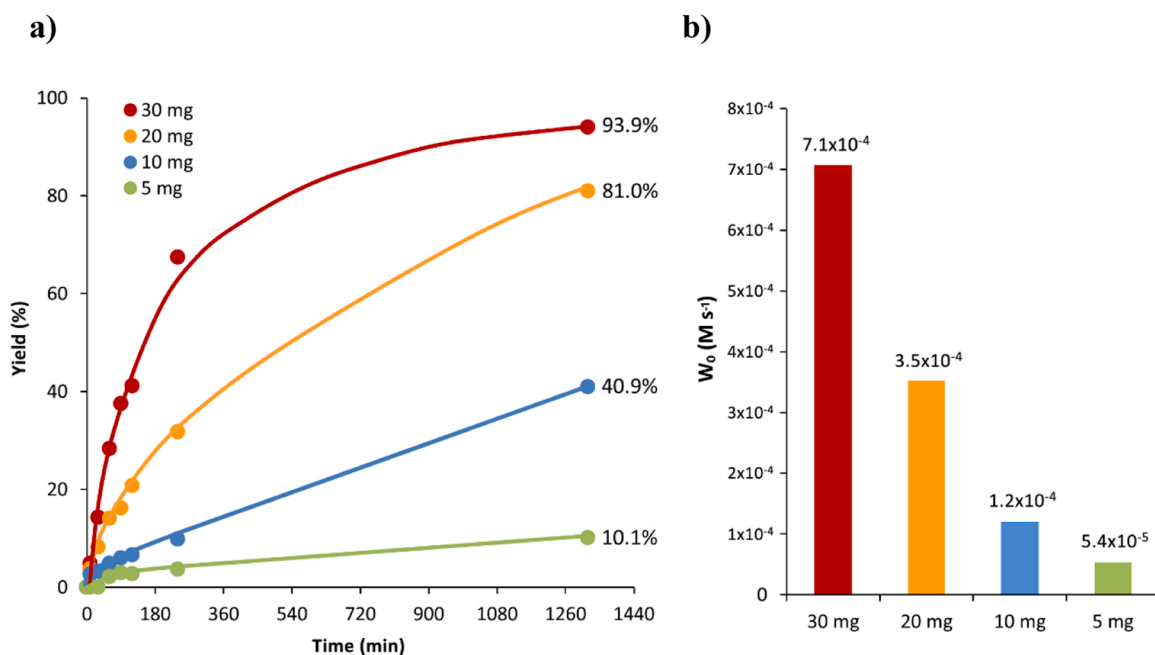 a)
100
80
60
40
20
0
Yield (%)
30 mg
20 mg
10 mg
5 mg
93.9%
81.0%
40.9%
10.1%
0 180 360 540 720 900 1080 1260 1440
Time (min)
b)
8x10⁻⁴
7x10⁻⁴
6x10⁻⁴
5x10⁻⁴
4x10⁻⁴
3x10⁻⁴
2x10⁻⁴
1x10⁻⁴
0
W₀ (M s⁻¹)
7.1x10⁻⁴
3.5x10⁻⁴
1.2x10⁻⁴
5.4x10⁻⁵
30 mg 20 mg 10 mg 5 mg